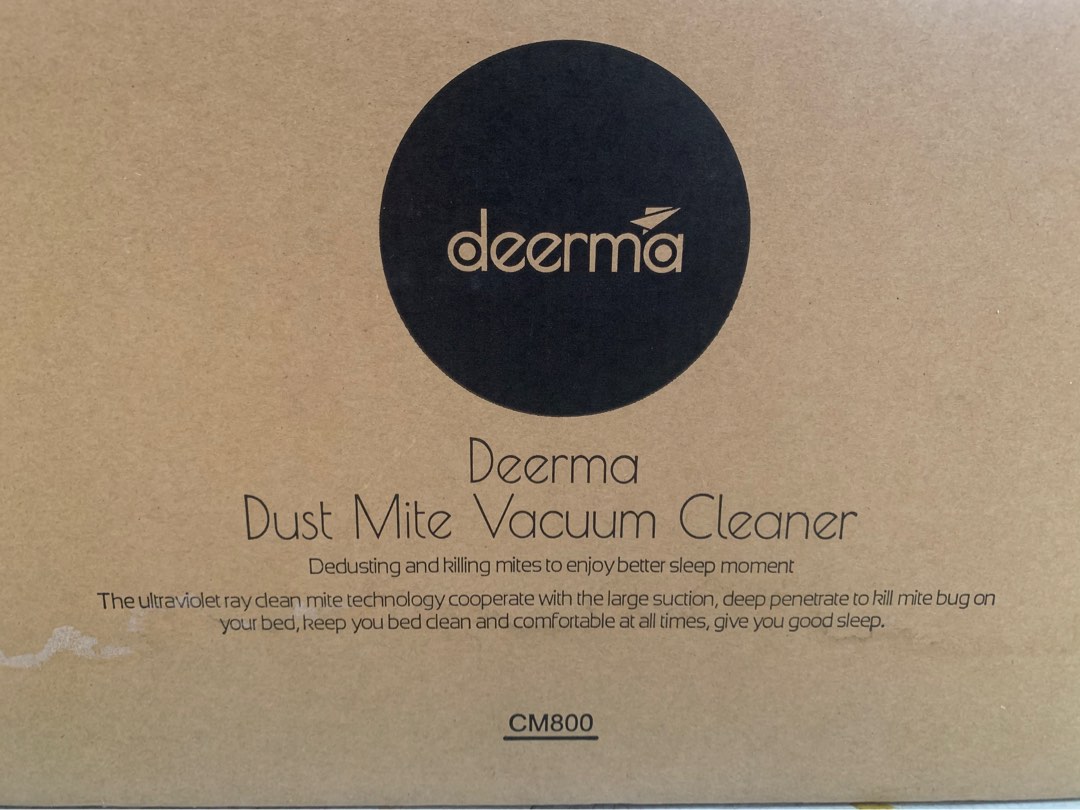 deerma
Deerma
Dust Mite Vacuum Cleaner
Dedusting and killing mites to enjoy better sleep moment
The ultraviolet ray clean mite technology cooperate with the large suction, deep penetrate to kill mite bug on
your bed, keep you bed clean and comfortable at all times, give you good sleep.
CM800